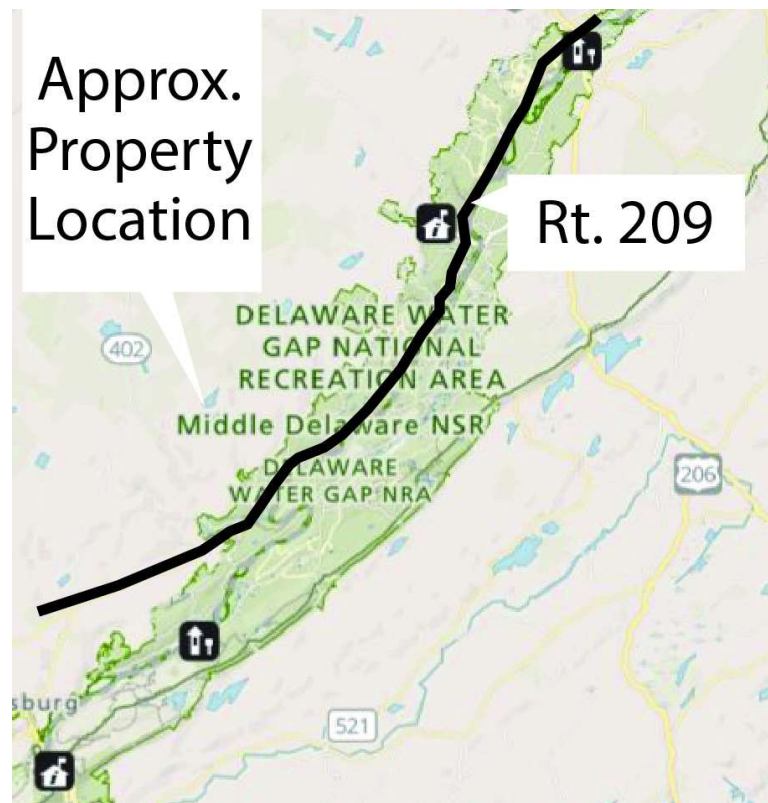 Approx.
Property
Location
Rt. 209
DELAWARE WATER
GAP NATIONAL
RECREATION AREA
402
Middle Delaware NSR
DELAWARE
WATER GAP NRA
206
sburg
521